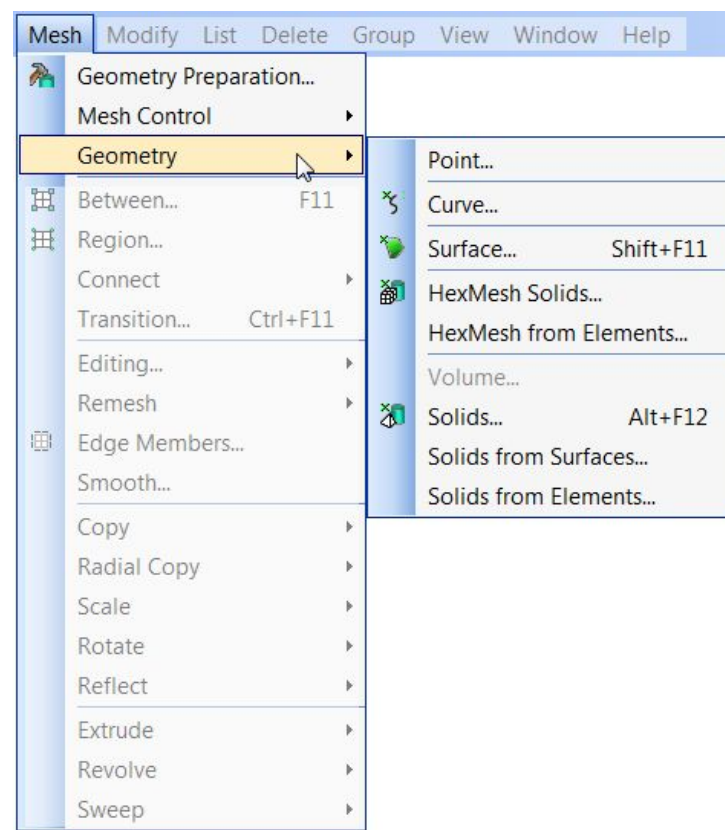 Mesh Modify List Delete Group View Window Help
Geometry Preparation...
Mesh Control
Geometry
Between... F11
Region...
Connect
Transition... Ctrl+F11
Editing...
Remesh
Edge Members...
Smooth...
Copy
Radial Copy
Scale
Rotate
Reflect
Extrude
Revolve
Sweep
Point...
Curve...
Surface... Shift+F11
HexMesh Solids...
HexMesh from Elements...
Volume...
Solids... Alt+F12
Solids from Surfaces...
Solids from Elements...